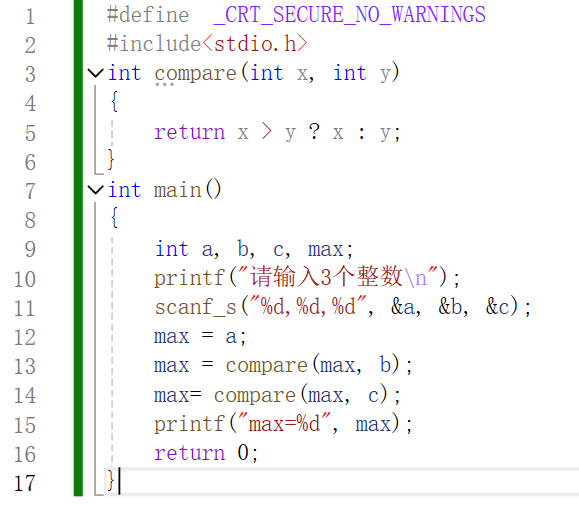 1 #define _CRT_SECURE_NO_WARNINGS
2 #include<stdio.h>
3 int compare(int x, int y)
4 {
5 return x > y ? x : y;
6 }
7 int main()
8 {
9 int a, b, c, max;
10 printf("请输入3个整数\n");
11 scanf_s("%d,%d,%d", &a, &b, &c);
12 max = a;
13 max = compare(max, b);
14 max= compare(max, c);
15 printf("max=%d", max);
16 return 0;
17 }